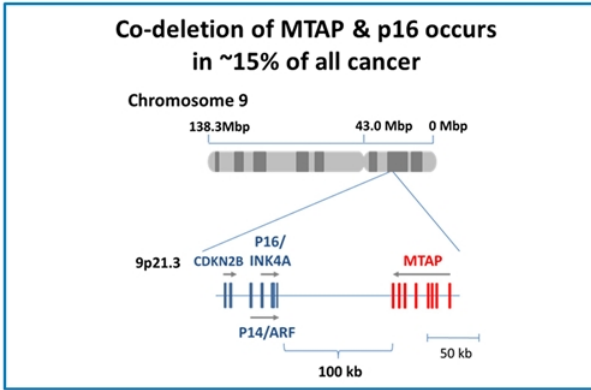 Co-deletion of MTAP & p16 occurs
in ~15% of all cancer
Chromosome 9
138.3Mbp 43.0 Mbp 0 Mbp
P16/
9p21.3 CDKN2B INK4A MTAP
P14/ARF
50 kb
100 kb